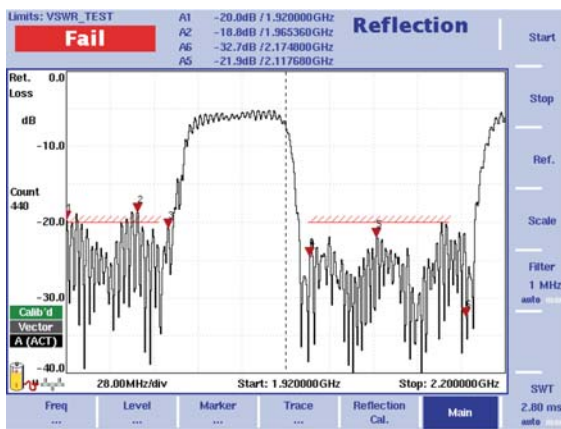 Limits: VSWR_TEST
Fail
A1 -20.0dB /1.920000GHz
A2 -18.8dB /1.965360GHz
A6 -32.7dB /2.174800GHz
A5 -21.9dB /2.117680GHz
Reflection
Start
Stop
Ref.
Scale
Filter
1 MHz
auto
SWT
2.80 ms
auto
Ret. Loss
dB
0.0
-10.0
-20.0
-30.0
-40.0
Count
440
2
3
5
Calib'd
Vector
A (ACT)
28.00MHz/div
Start: 1.920000GHz
Stop: 2.200000GHz
Freq
...
Level
...
Marker
...
Trace
...
Reflection
Cal.
Main